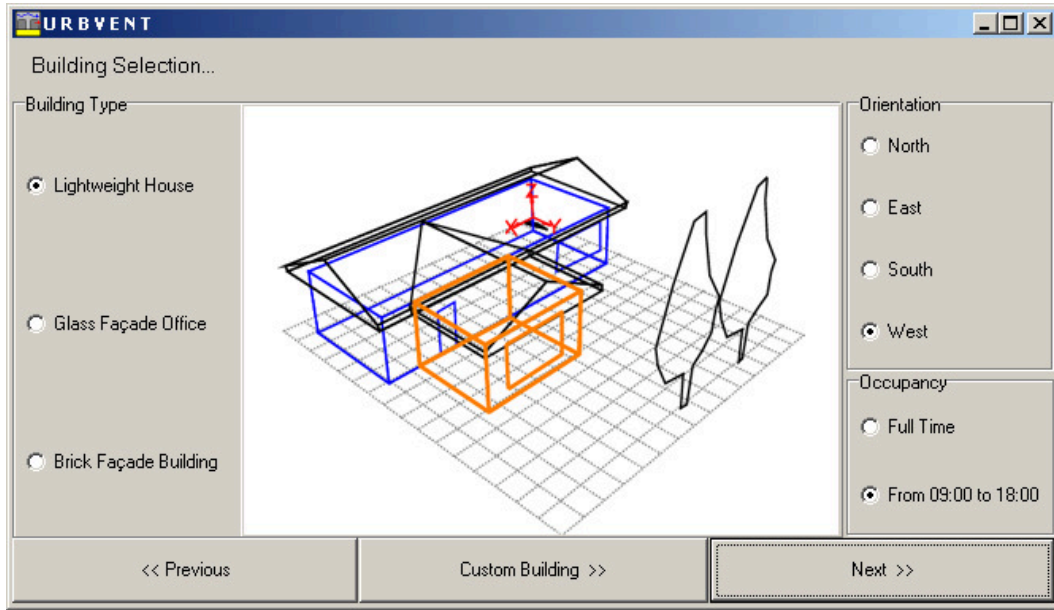 URBVENT
Building Selection...
Building Type
Lightweight House
Glass Façade Office
Brick Façade Building
Z
X Y
Orientation
North
East
South
West
Occupancy
Full Time
From 09:00 to 18:00
<< Previous
Custom Building >>
Next >>